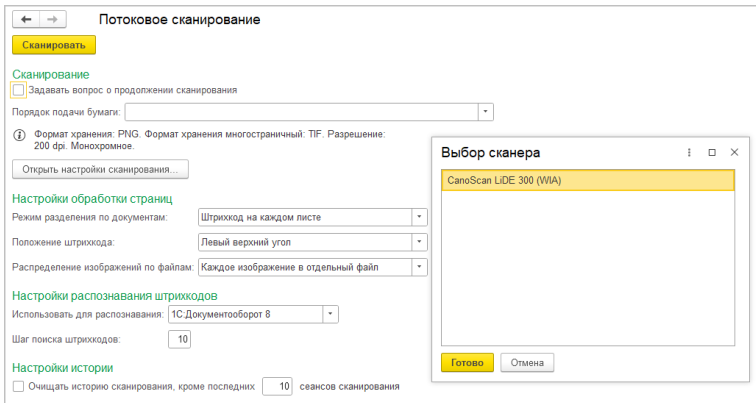 Потоковое сканирование
Сканировать
Сканирование
Задавать вопрос о продолжении сканирования
Порядок подачи бумаги:
Формат хранения: PNG. Формат хранения многостраничный: TIF. Разрешение:
200 dpi. Монохромное.
Открыть настройки сканирования...
Настройки обработки страниц
Режим разделения по документам: Штрихкод на каждом листе
Положение штрихкода: Левый верхний угол
Распределение изображений по файлам: Каждое изображение в отдельный файл
Настройки распознавания штрихкодов
Использовать для распознавания: 1С:Документооборот 8
Шаг поиска штрихкодов: 10
Настройки истории
Очищать историю сканирования, кроме последних 10 сеансов сканирования
Выбор сканера
CanoScan LiDE 300 (WIA)
Готово Отмена